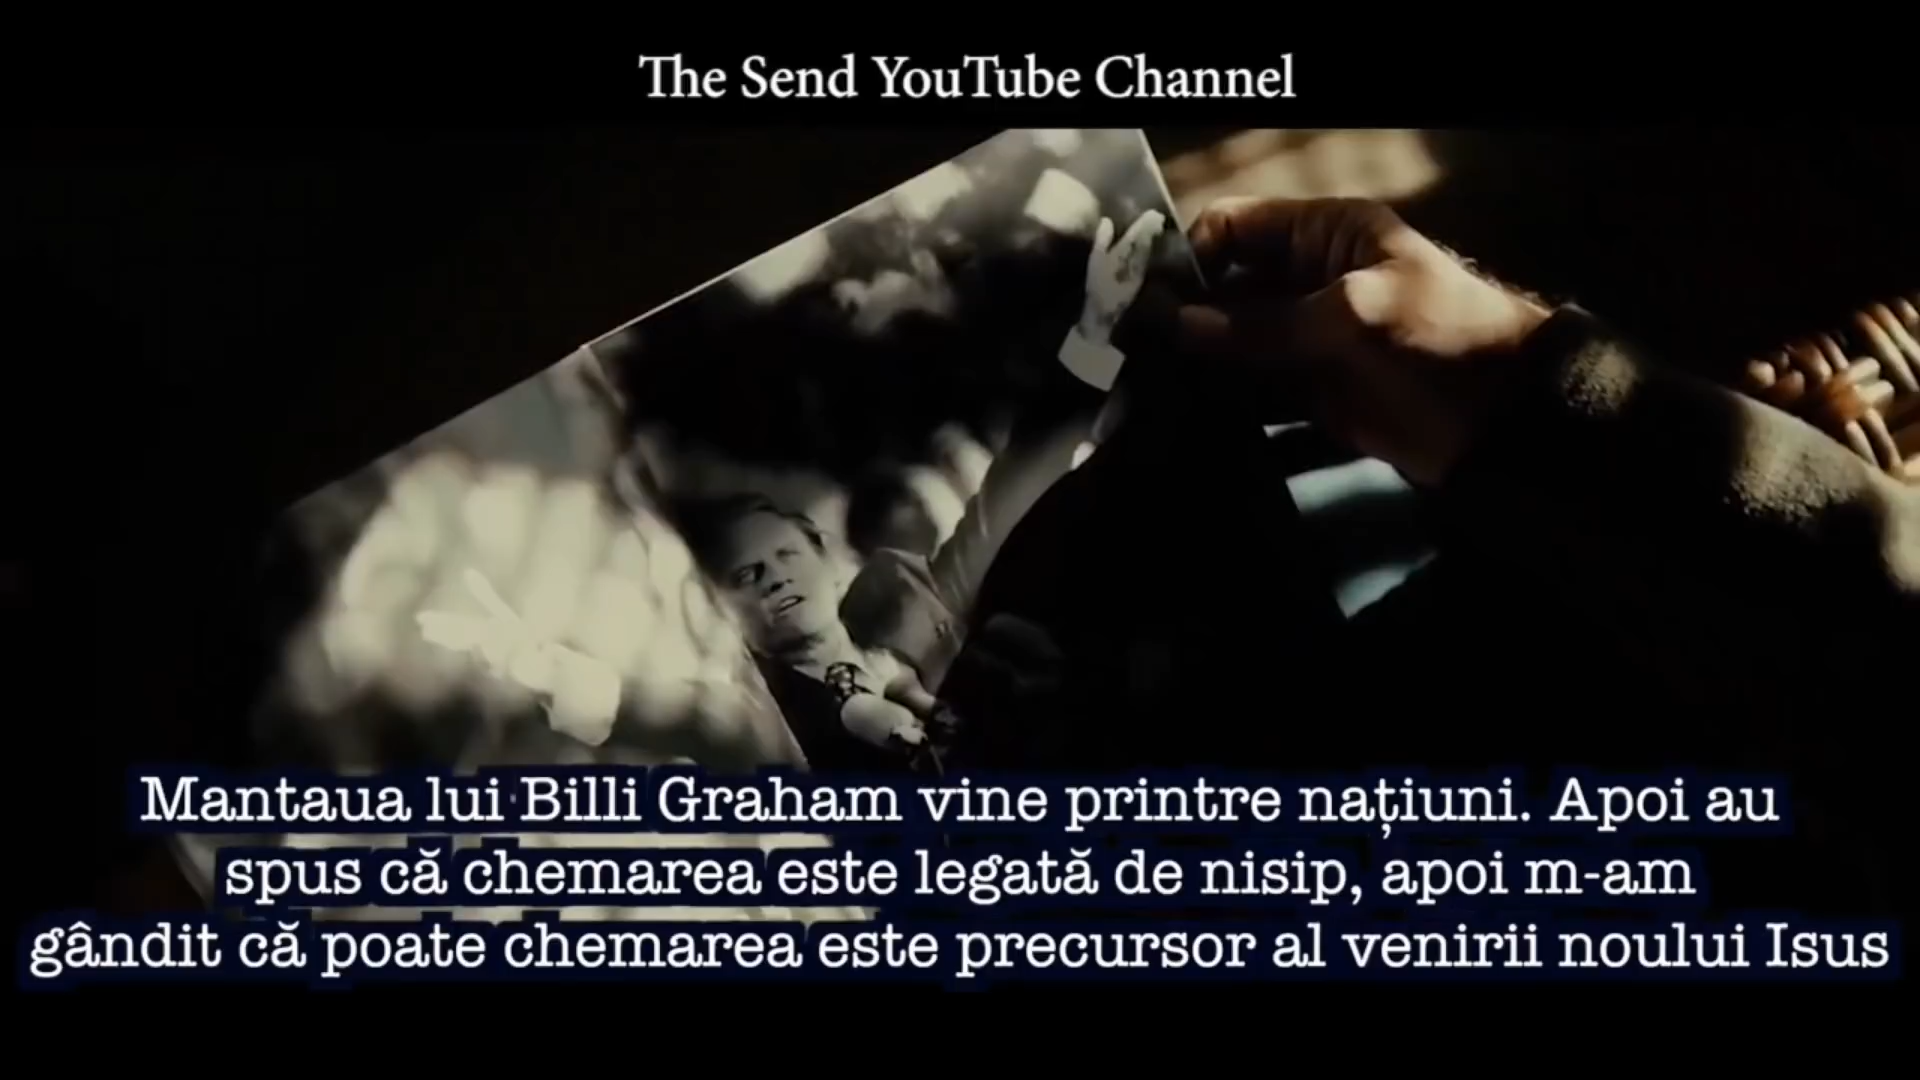 The Send YouTube Channel
Mantaua lui Billi Graham vine printre națiuni. Apoi au
spus că chemarea este legată de nisip, apoi m-am
gândit că poate chemarea este precursor al venirii noului Isus